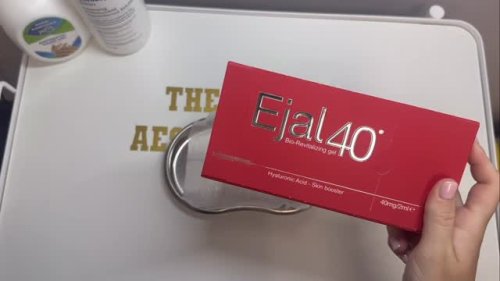 THE
AES
Ejal40
Bio-Revitalizing gel
Hyaluronic Acid - Skin booster
40mg/2ml